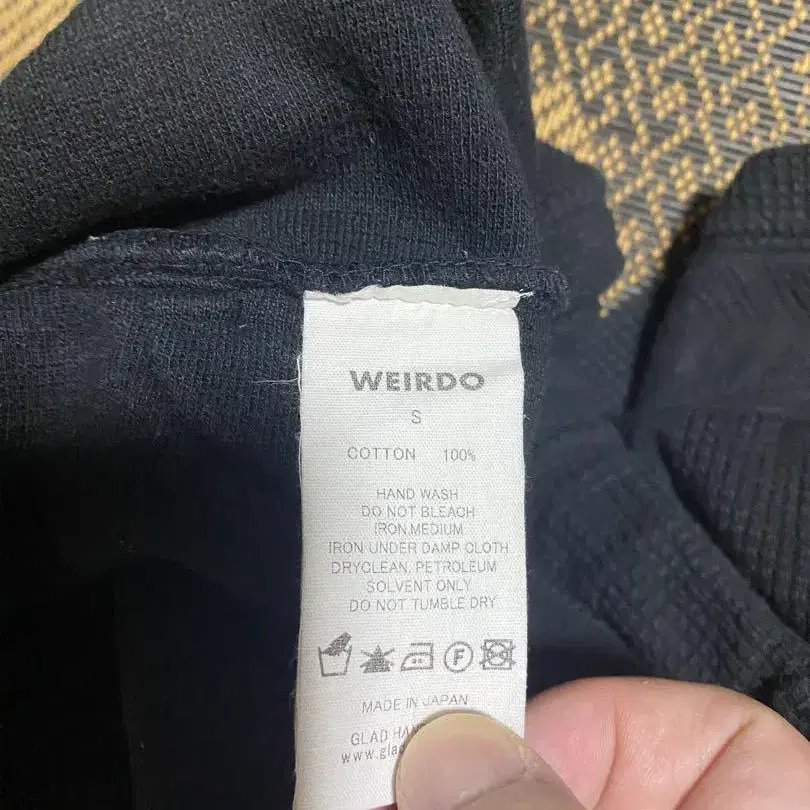 WEIRDO
S
COTTON 100%
HAND WASH
DO NOT BLEACH
IRON MEDIUM
IRON UNDER DAMP CLOTH
DRYCLEAN, PETROLEUM
SOLVENT ONLY
DO NOT TUMBLE DRY
F
MADE IN JAPAN
GLAD